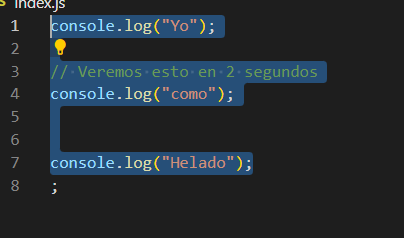 index.js
1 console.log("Yo");
2
3 // Veremos esto en 2 segundos
4 console.log("como");
5
6
7 console.log("Helado");
8 ;